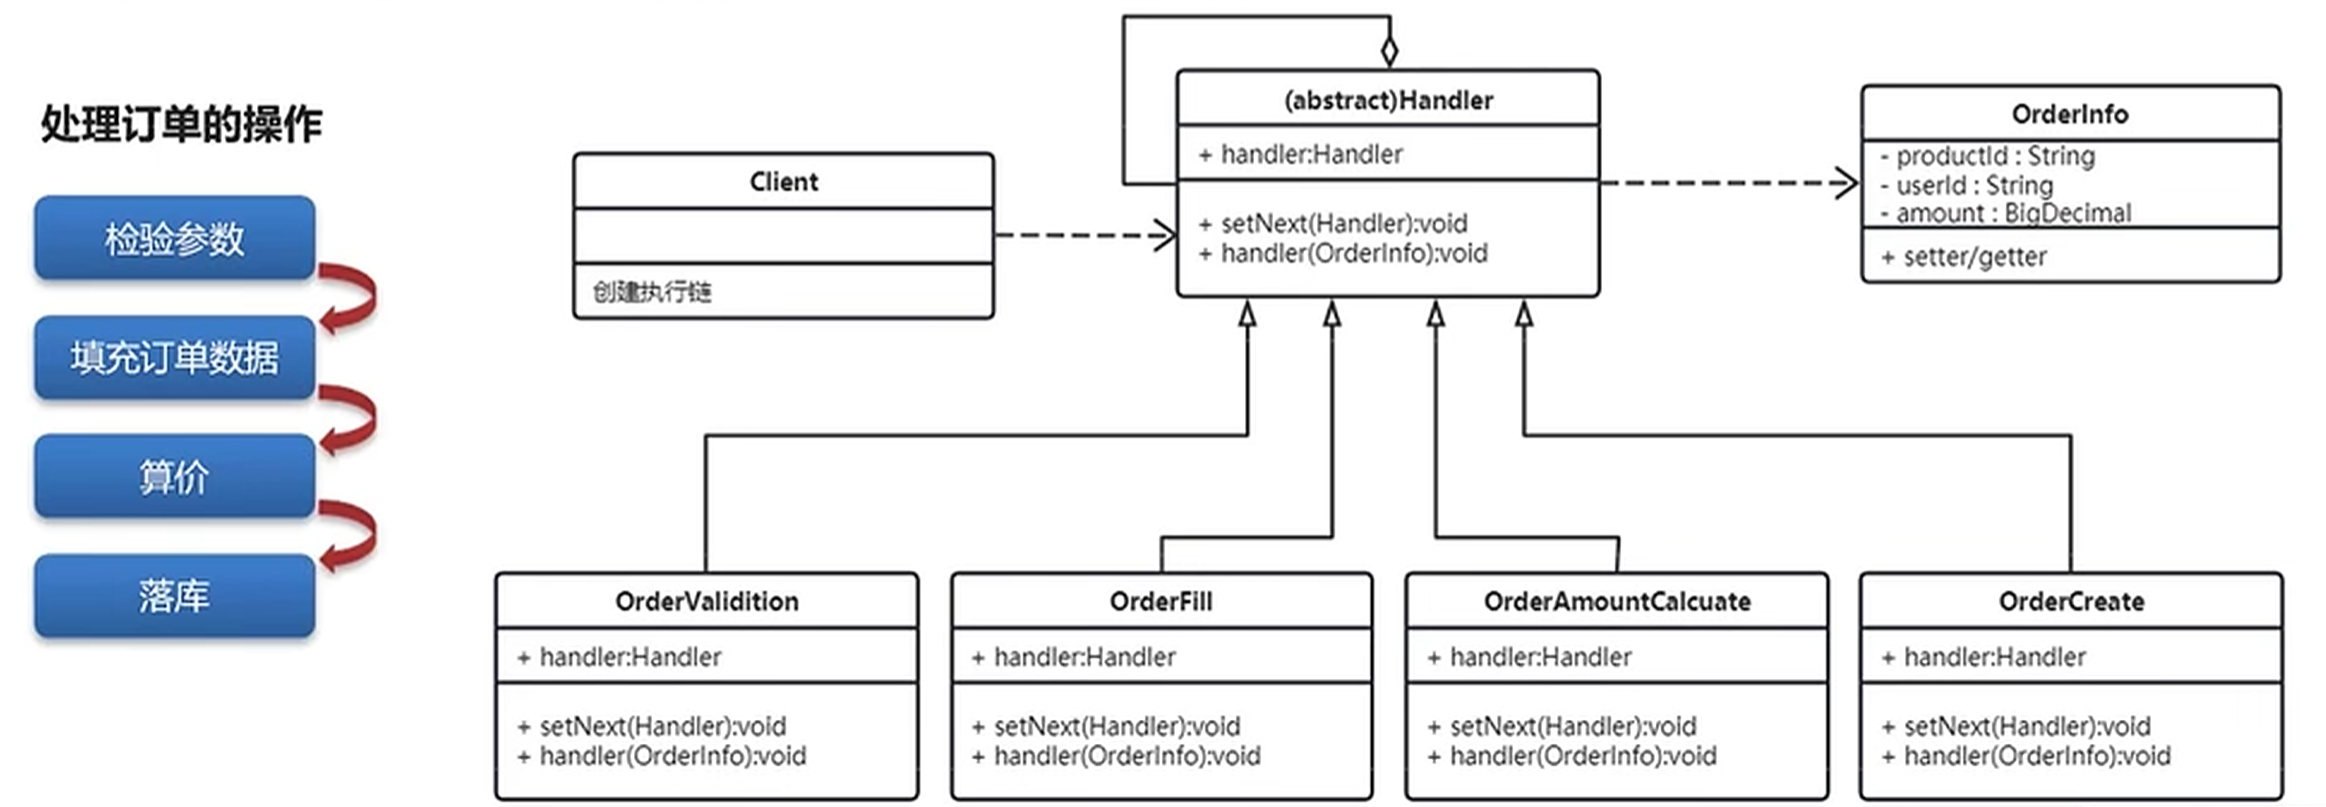 处理订单的操作
检验参数
填充订单数据
算价
落库
Client
创建执行链
(abstract)Handler
+ handler:Handler
+ setNext(Handler):void
+ handler(OrderInfo):void
OrderInfo
- productId : String
- userId : String
- amount : BigDecimal
+ setter/getter
OrderValidition
+ handler:Handler
+ setNext(Handler):void
+ handler(OrderInfo):void
OrderFill
+ handler:Handler
+ setNext(Handler):void
+ handler(OrderInfo):void
OrderAmountCalcuate
+ handler:Handler
+ setNext(Handler):void
+ handler(OrderInfo):void
OrderCreate
+ handler:Handler
+ setNext(Handler):void
+ handler(OrderInfo):void